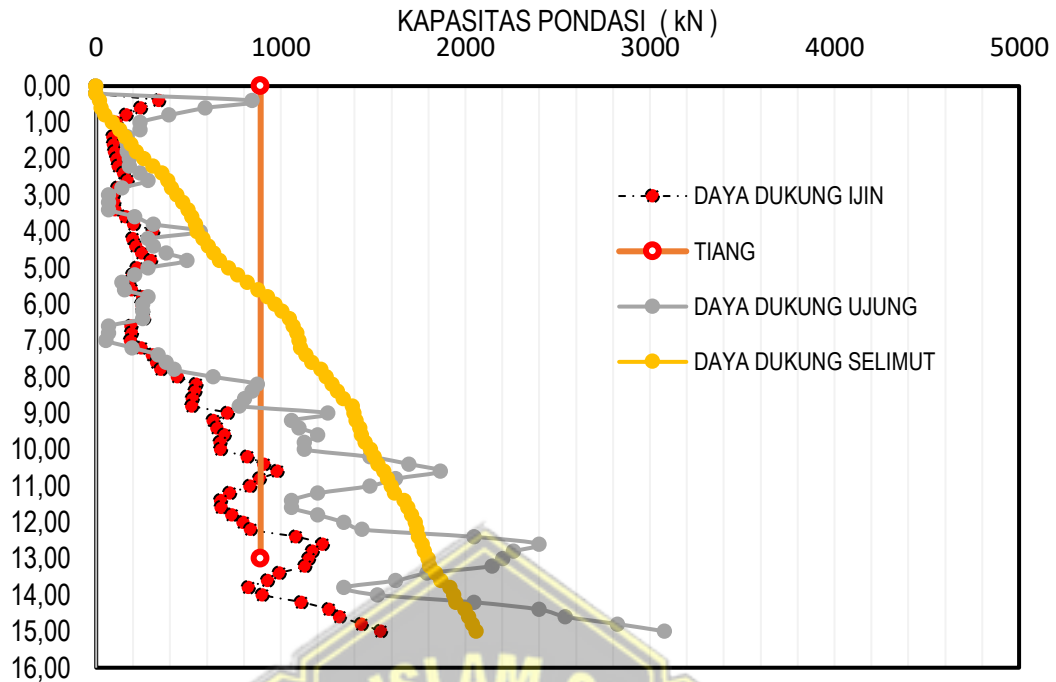 KAPASITAS PONDASI ( kN )
0 1000 2000 3000 4000 5000
0,00
1,00
2,00
3,00
4,00
5,00
6,00
7,00
8,00
9,00
10,00
11,00
12,00
13,00
14,00
15,00
16,00
DAYA DUKUNG IJIN
TIANG
DAYA DUKUNG UJUNG
DAYA DUKUNG SELIMUT
ISLAM